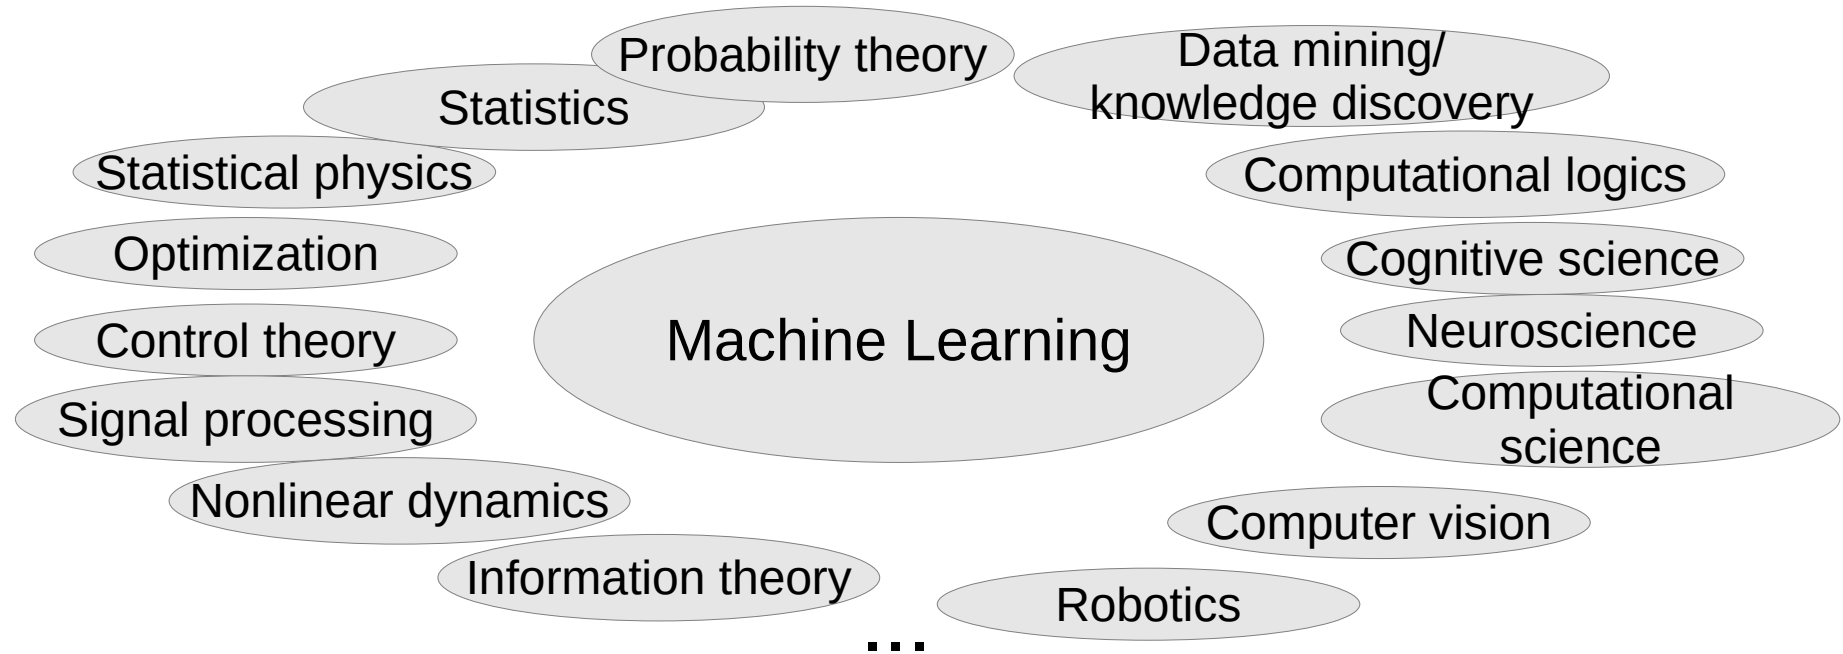 Probability theory
Data mining/
knowledge discovery
Statistics
Statistical physics
Computational logics
Optimization
Cognitive science
Control theory
Machine Learning
Neuroscience
Signal processing
Computational
science
Nonlinear dynamics
Computer vision
Information theory
Robotics
...